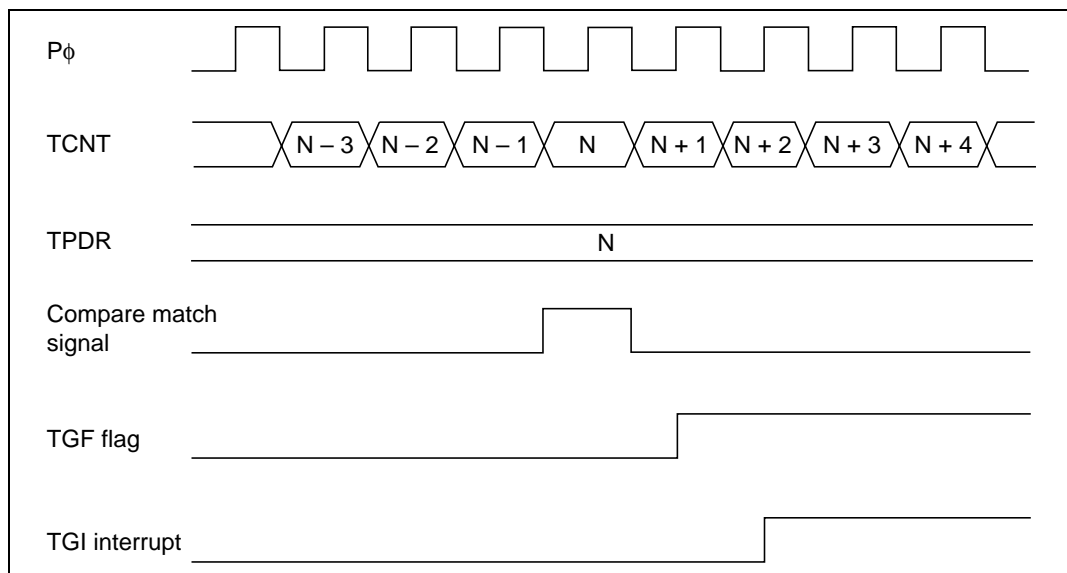 Pϕ
TCNT
N – 3 N – 2 N – 1 N N + 1 N + 2 N + 3 N + 4
TPDR
N
Compare match
signal
TGF flag
TGI interrupt